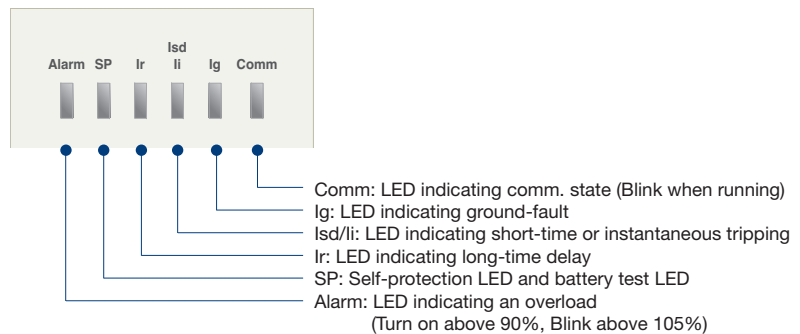 Isd
Alarm SP Ir Ii Ig Comm
Comm: LED indicating comm. state (Blink when running)
Ig: LED indicating ground-fault
Isd/Ii: LED indicating short-time or instantaneous tripping
Ir: LED indicating long-time delay
SP: Self-protection LED and battery test LED
Alarm: LED indicating an overload
(Turn on above 90%, Blink above 105%)